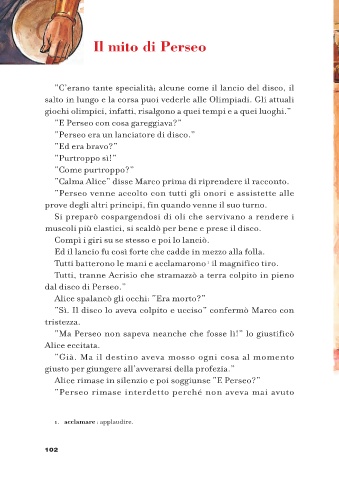 Il mito di Perseo
"C'erano tante specialità; alcune come il lancio del disco, il
salto in lungo e la corsa puoi vederle alle Olimpiadi. Gli attuali
giochi olimpici, infatti, risalgono a quei tempi e a quei luoghi."
"E Perseo con cosa gareggiava?"
"Perseo era un lanciatore di disco."
"Ed era bravo?"
"Purtroppo sì!"
"Come purtroppo?"
"Calma Alice" disse Marco prima di riprendere il racconto.
"Perseo venne accolto con tutti gli onori e assistette alle
prove degli altri principi, fin quando venne il suo turno.
Si preparò cospargendosi di oli che servivano a rendere i
muscoli più elastici, si scaldò per bene e prese il disco.
Compì i giri su se stesso e poi lo lanciò.
Ed il lancio fu così forte che cadde in mezzo alla folla.
Tutti batterono le mani e acclamarono¹ il magnifico tiro.
Tutti, tranne Acrisio che stramazzò a terra colpito in pieno
dal disco di Perseo."
Alice spalancò gli occhi: "Era morto?"
"Sì. Il disco lo aveva colpito e ucciso" confermò Marco con
tristezza.
"Ma Perseo non sapeva neanche che fosse lì!" lo giustificò
Alice eccitata.
"Già. Ma il destino aveva mosso ogni cosa al momento
giusto per giungere all'avverarsi della profezia."
Alice rimase in silenzio e poi soggiunse "E Perseo?"
"Perseo rimase interdetto perché non aveva mai avuto
1. acclamare : applaudire.
102